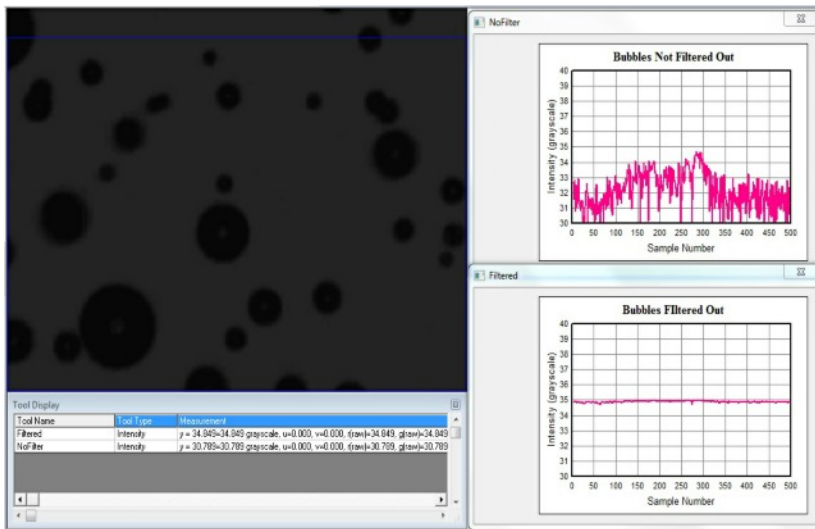 NoFilter
Bubbles Not Filtered Out
Intensity (grayscale)
40
39
38
37
36
35
34
33
32
31
30
0 50 100 150 200 250 300 350 400 450 500
Sample Number
Filtered
Bubbles FIltered Out
Intensity (grayscale)
40
39
38
37
36
35
34
33
32
31
30
0 50 100 150 200 250 300 350 400 450 500
Sample Number
Tool Display
Tool Name Tool Type Measurement
Filtered Intensity y = 34.849=34.849 grayscale, u=0.000, v=0.000, r(raw)=34.849, g(raw)=34.849
NoFilter Intensity y = 30.789=30.789 grayscale, u=0.000, v=0.000, r(raw)=30.789, g(raw)=30.789